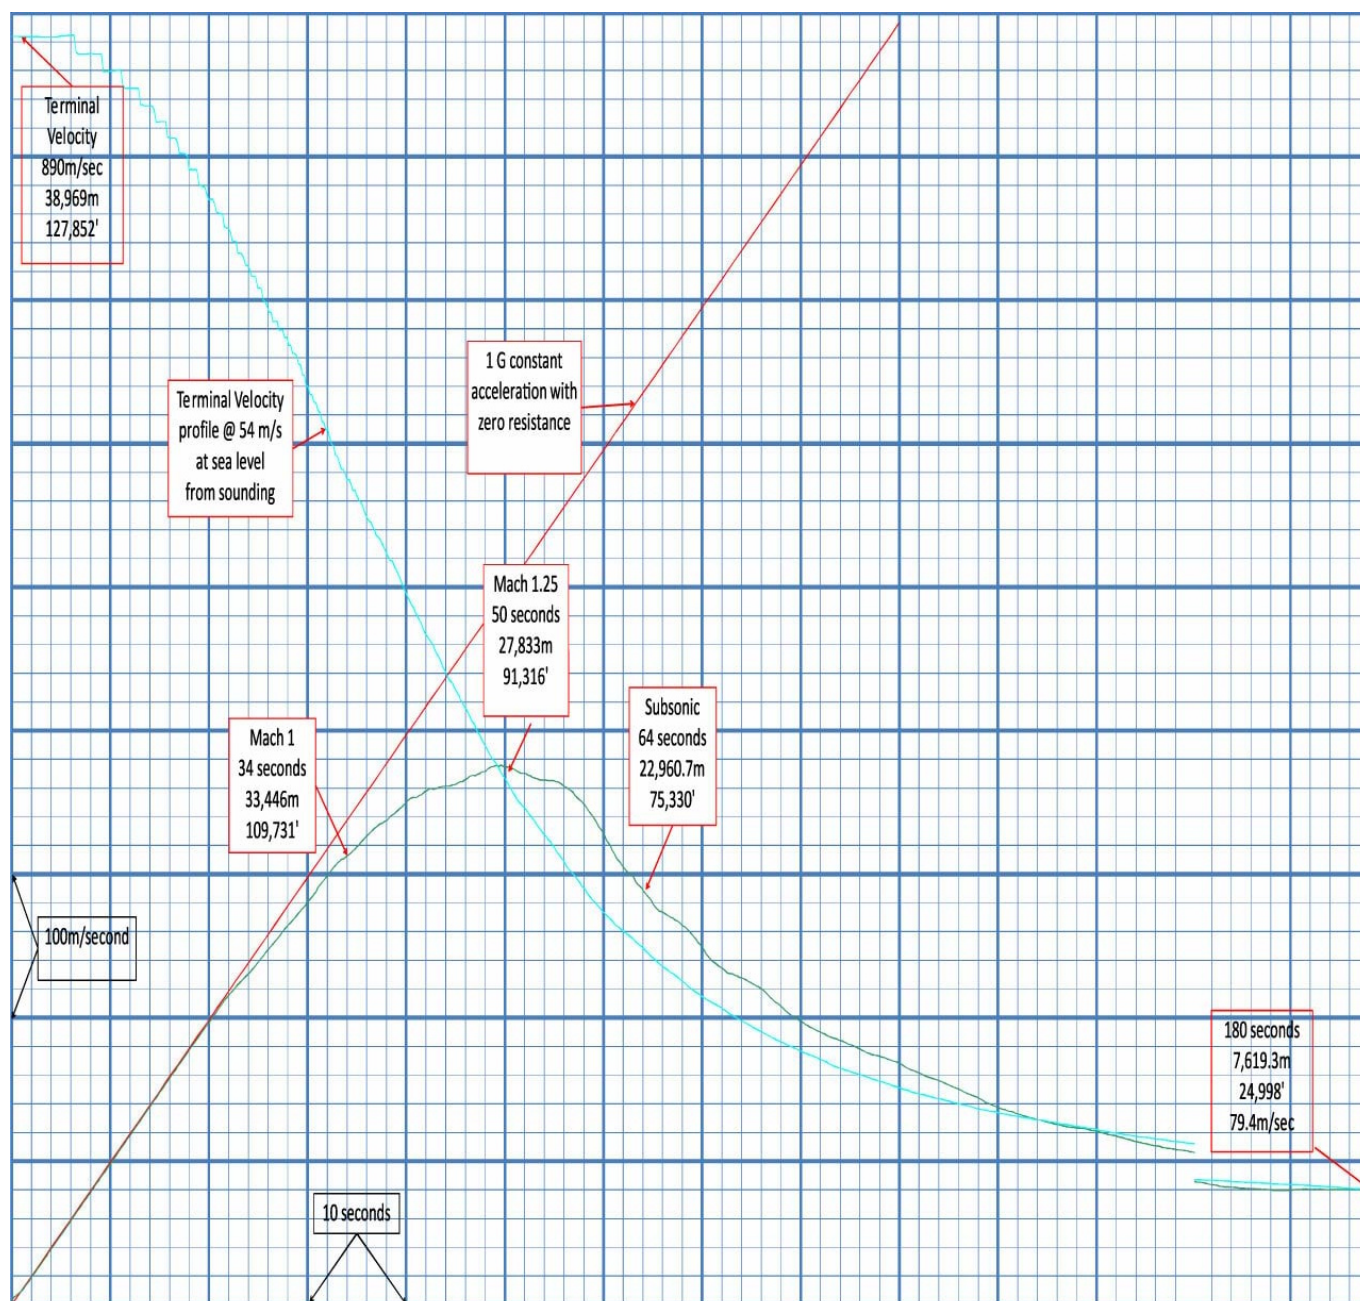 Terminal
Velocity
890m/sec
38,969m
127,852'
1 G constant
acceleration with
zero resistance
Terminal Velocity
profile @ 54 m/s
at sea level
from sounding
Mach 1.25
50 seconds
27,833m
91,316'
Subsonic
64 seconds
22,960.7m
75,330'
Mach 1
34 seconds
33,446m
109,731'
100m/second
180 seconds
7,619.3m
24,998'
79.4m/sec
10 seconds